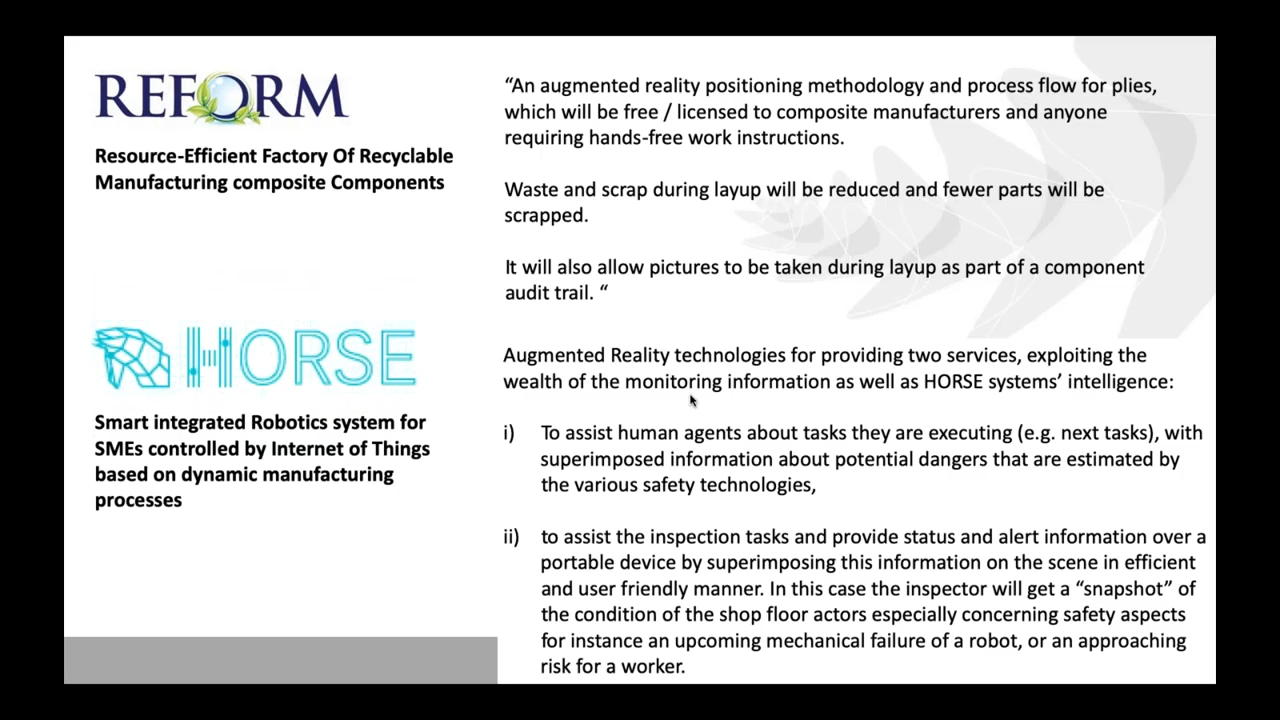 REFORM
Resource-Efficient Factory Of Recyclable
Manufacturing composite Components
“An augmented reality positioning methodology and process flow for plies,
which will be free / licensed to composite manufacturers and anyone
requiring hands-free work instructions.
Waste and scrap during layup will be reduced and fewer parts will be
scrapped.
It will also allow pictures to be taken during layup as part of a component
audit trail. “
HORSE
Smart integrated Robotics system for
SMEs controlled by Internet of Things
based on dynamic manufacturing
processes
Augmented Reality technologies for providing two services, exploiting the
wealth of the monitoring information as well as HORSE systems’ intelligence:
i) To assist human agents about tasks they are executing (e.g. next tasks), with
superimposed information about potential dangers that are estimated by
the various safety technologies,
ii) to assist the inspection tasks and provide status and alert information over a
portable device by superimposing this information on the scene in efficient
and user friendly manner. In this case the inspector will get a “snapshot” of
the condition of the shop floor actors especially concerning safety aspects
for instance an upcoming mechanical failure of a robot, or an approaching
risk for a worker.